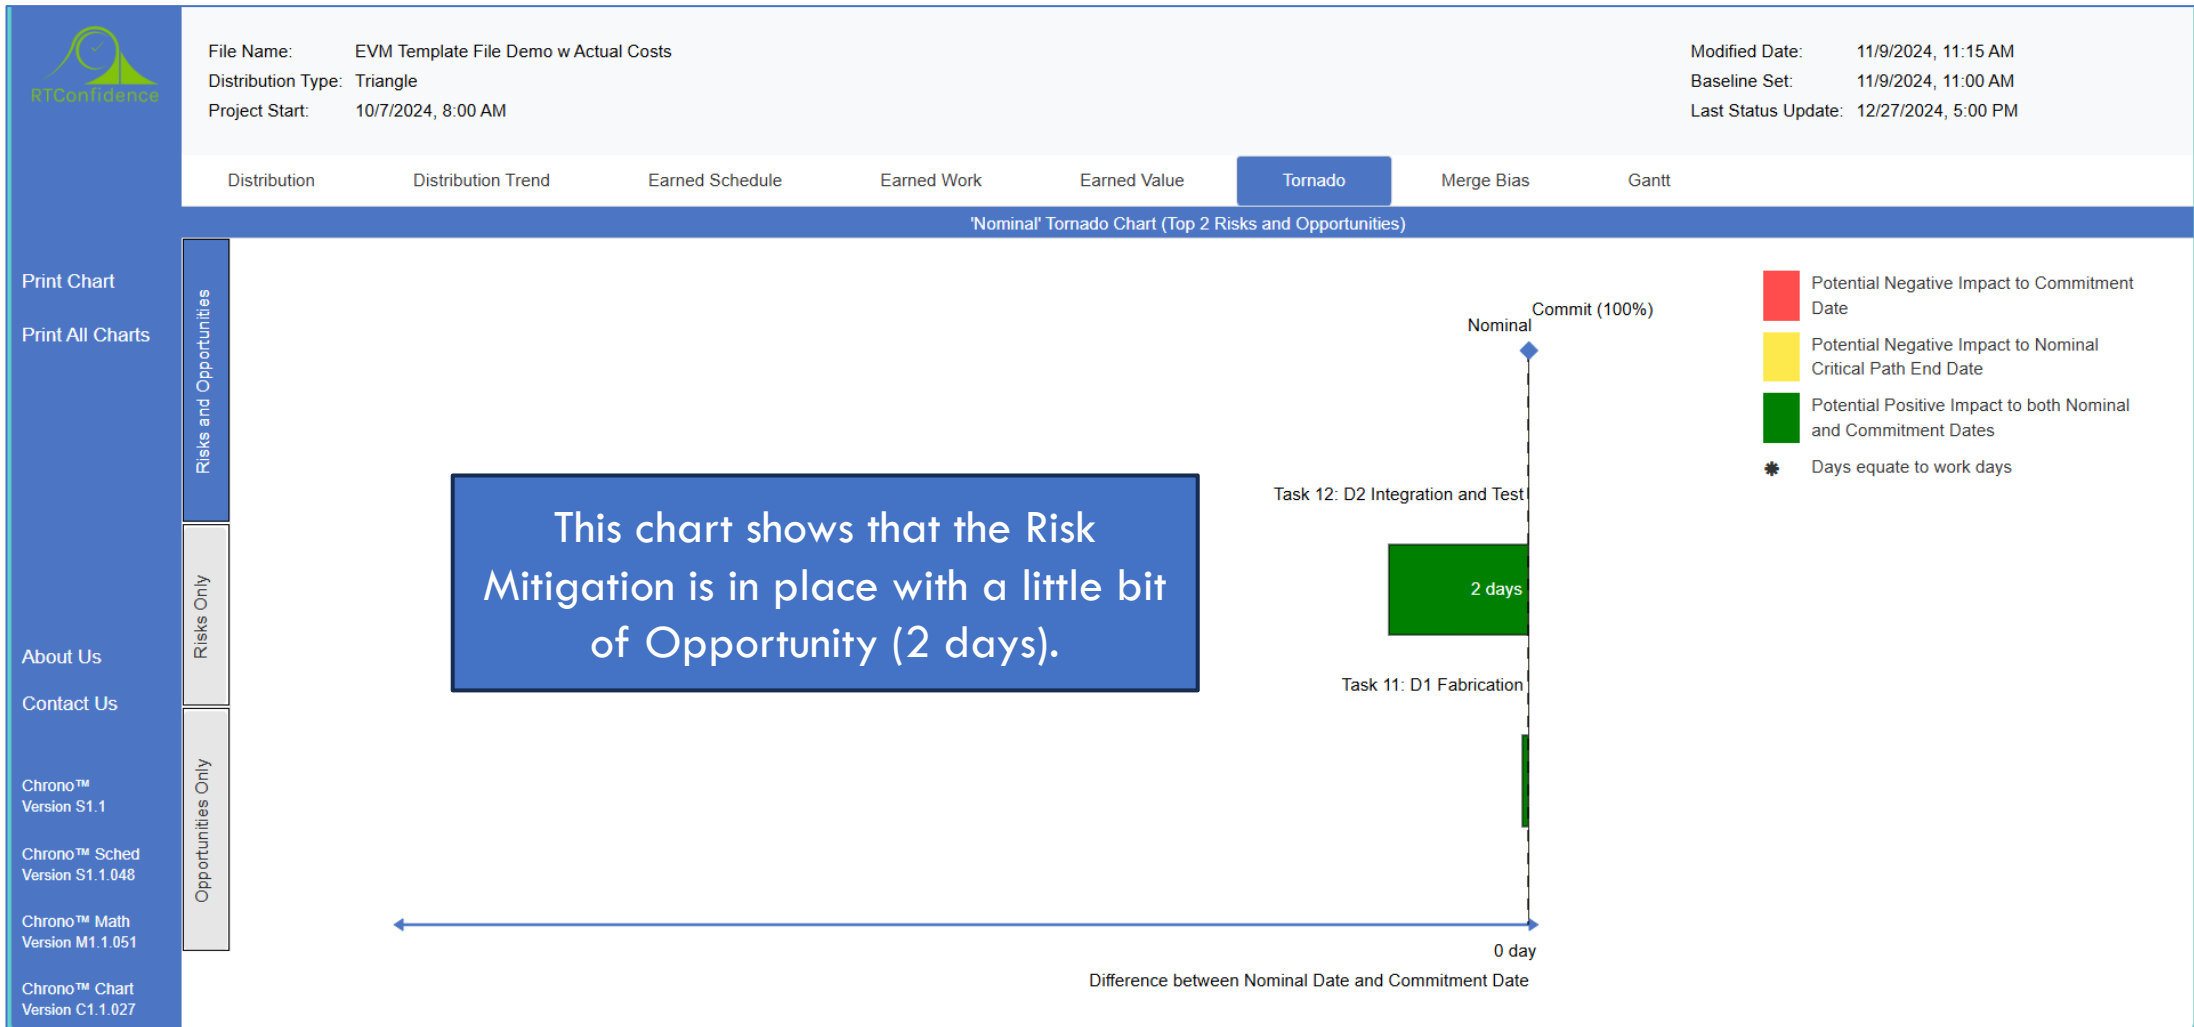 RTConfidence
File Name: EVM Template File Demo w Actual Costs
Distribution Type: Triangle
Project Start: 10/7/2024, 8:00 AM
Modified Date: 11/9/2024, 11:15 AM
Baseline Set: 11/9/2024, 11:00 AM
Last Status Update: 12/27/2024, 5:00 PM
Distribution Distribution Trend Earned Schedule Earned Work Earned Value Tornado Merge Bias Gantt
'Nominal' Tornado Chart (Top 2 Risks and Opportunities)
Print Chart
Print All Charts
About Us
Contact Us
Chrono™
Version S1.1
Chrono™ Sched
Version S1.1.048
Chrono™ Math
Version M1.1.051
Chrono™ Chart
Version C1.1.027
Risks and Opportunities
Risks Only
Opportunities Only
Commit (100%)
Nominal
Task 12: D2 Integration and Test
2 days
Task 11: D1 Fabrication
This chart shows that the Risk
Mitigation is in place with a little bit
of Opportunity (2 days).
0 day
Difference between Nominal Date and Commitment Date
Potential Negative Impact to Commitment
Date
Potential Negative Impact to Nominal
Critical Path End Date
Potential Positive Impact to both Nominal
and Commitment Dates
✱ Days equate to work days